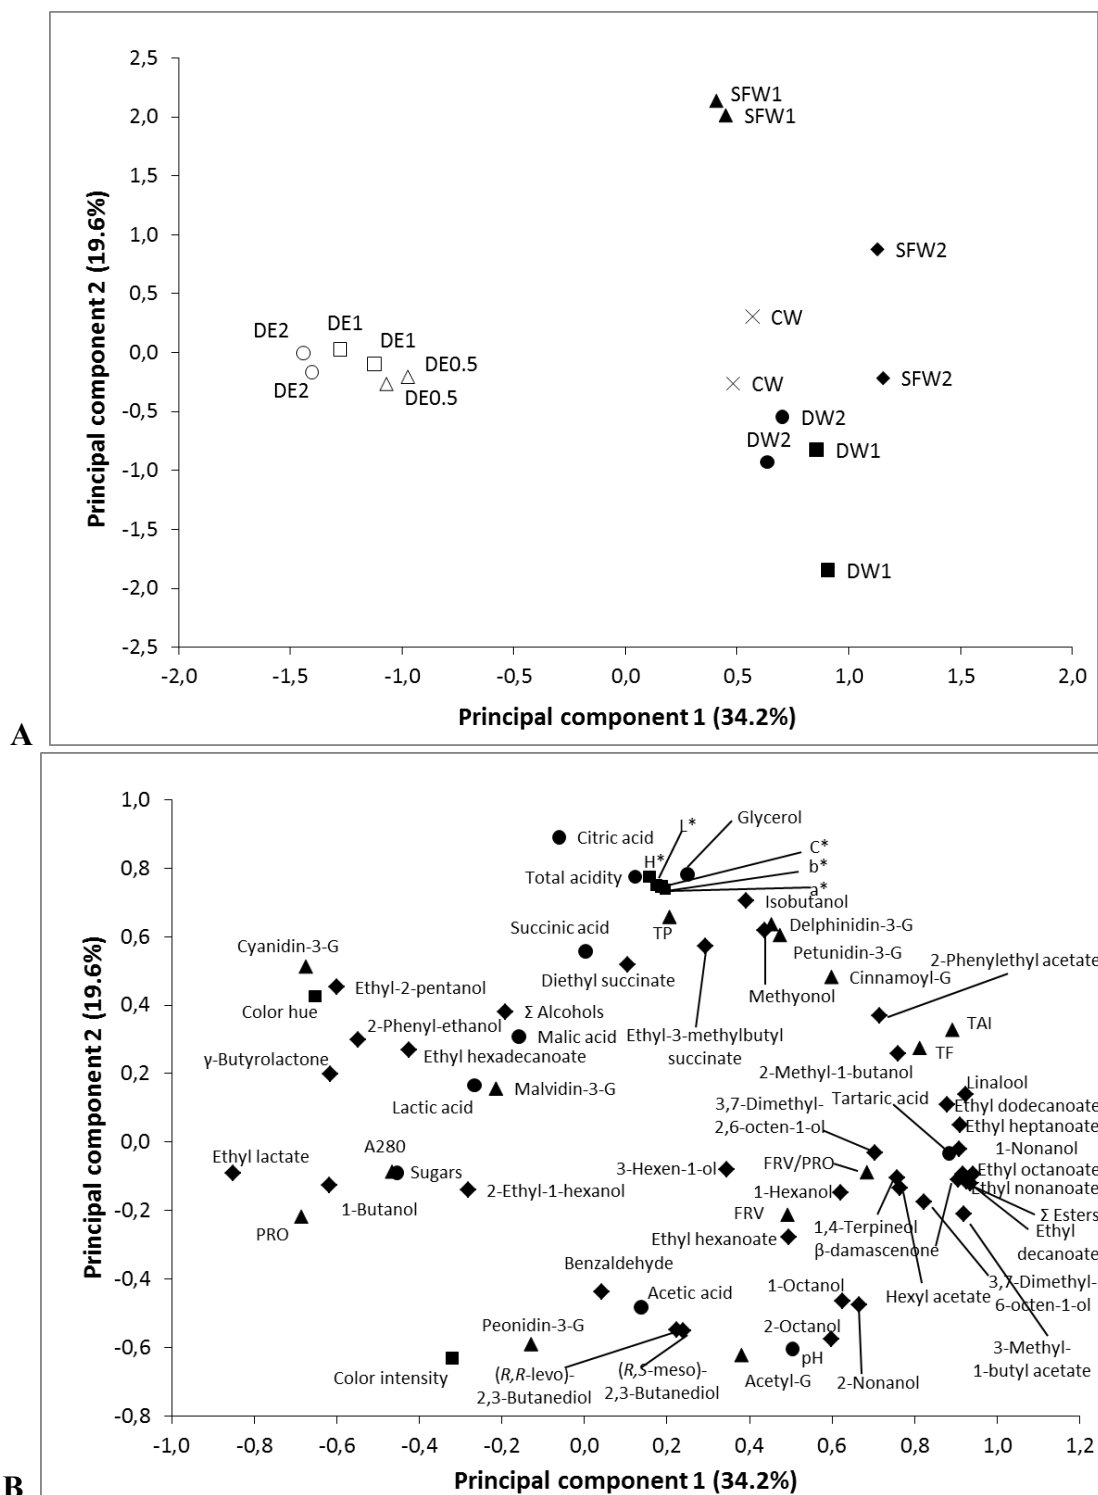 2,5
SFW1
2,0
SFW1
1,5
1,0
SFW2
0,5
CW
DE2
DE1
DE1
0,0
DE0.5
SFW2
DE2
DE0.5
CW
-0,5
DW2
DW2
DW1
-1,0
-1,5
DW1
-2,0
-2,5
-2,0 -1,5 -1,0 -0,5 0,0 0,5 1,0 1,5 2,0
Principal component 2 (19.6%)
Principal component 1 (34.2%)
A
1,0
L*
Glycerol
Citric acid
C*
0,8
H*
b*
Total acidity
a*
Isobutanol
Succinic acid
TP
Delphinidin-3-G
0,6
Cyanidin-3-G
Petunidin-3-G
2-Phenylethyl acetate
Diethyl succinate
Cinnamoyl-G
Ethyl-2-pentanol
Methyonol
Color hue
Σ Alcohols
0,4
2-Phenyl-ethanol
Malic acid
Ethyl-3-methylbutyl
succinate
TAI
γ-Butyrolactone
Ethyl hexadecanoate
TF
2-Methyl-1-butanol
0,2
Linalool
Lactic acid
Malvidin-3-G
Tartaric acid
3,7-Dimethyl-
2,6-octen-1-ol
Ethyl dodecanoate
Ethyl heptanoate
0,0
A280
1-Nonanol
Ethyl lactate
Sugars
3-Hexen-1-ol
FRV/PRO
Ethyl octanoate
2-Ethyl-1-hexanol
1-Hexanol
Ethyl nonanoate
-0,2
1-Butanol
FRV
Σ Esters
PRO
1,4-Terpineol
Ethyl
decanoate
Ethyl hexanoate
β-damascenone
Benzaldehyde
-0,4
1-Octanol
Hexyl acetate
3,7-Dimethyl-
6-octen-1-ol
Acetic acid
Peonidin-3-G
2-Octanol
-0,6
pH
3-Methyl-
1-butyl acetate
Color intensity
(R,R-levo)-
2,3-Butanediol
(R,S-meso)-
2,3-Butanediol
Acetyl-G
2-Nonanol
-0,8
-1,0 -0,8 -0,6 -0,4 -0,2 0,0 0,2 0,4 0,6 0,8 1,0 1,2
Principal component 2 (19.6%)
Principal component 1 (34.2%)
B